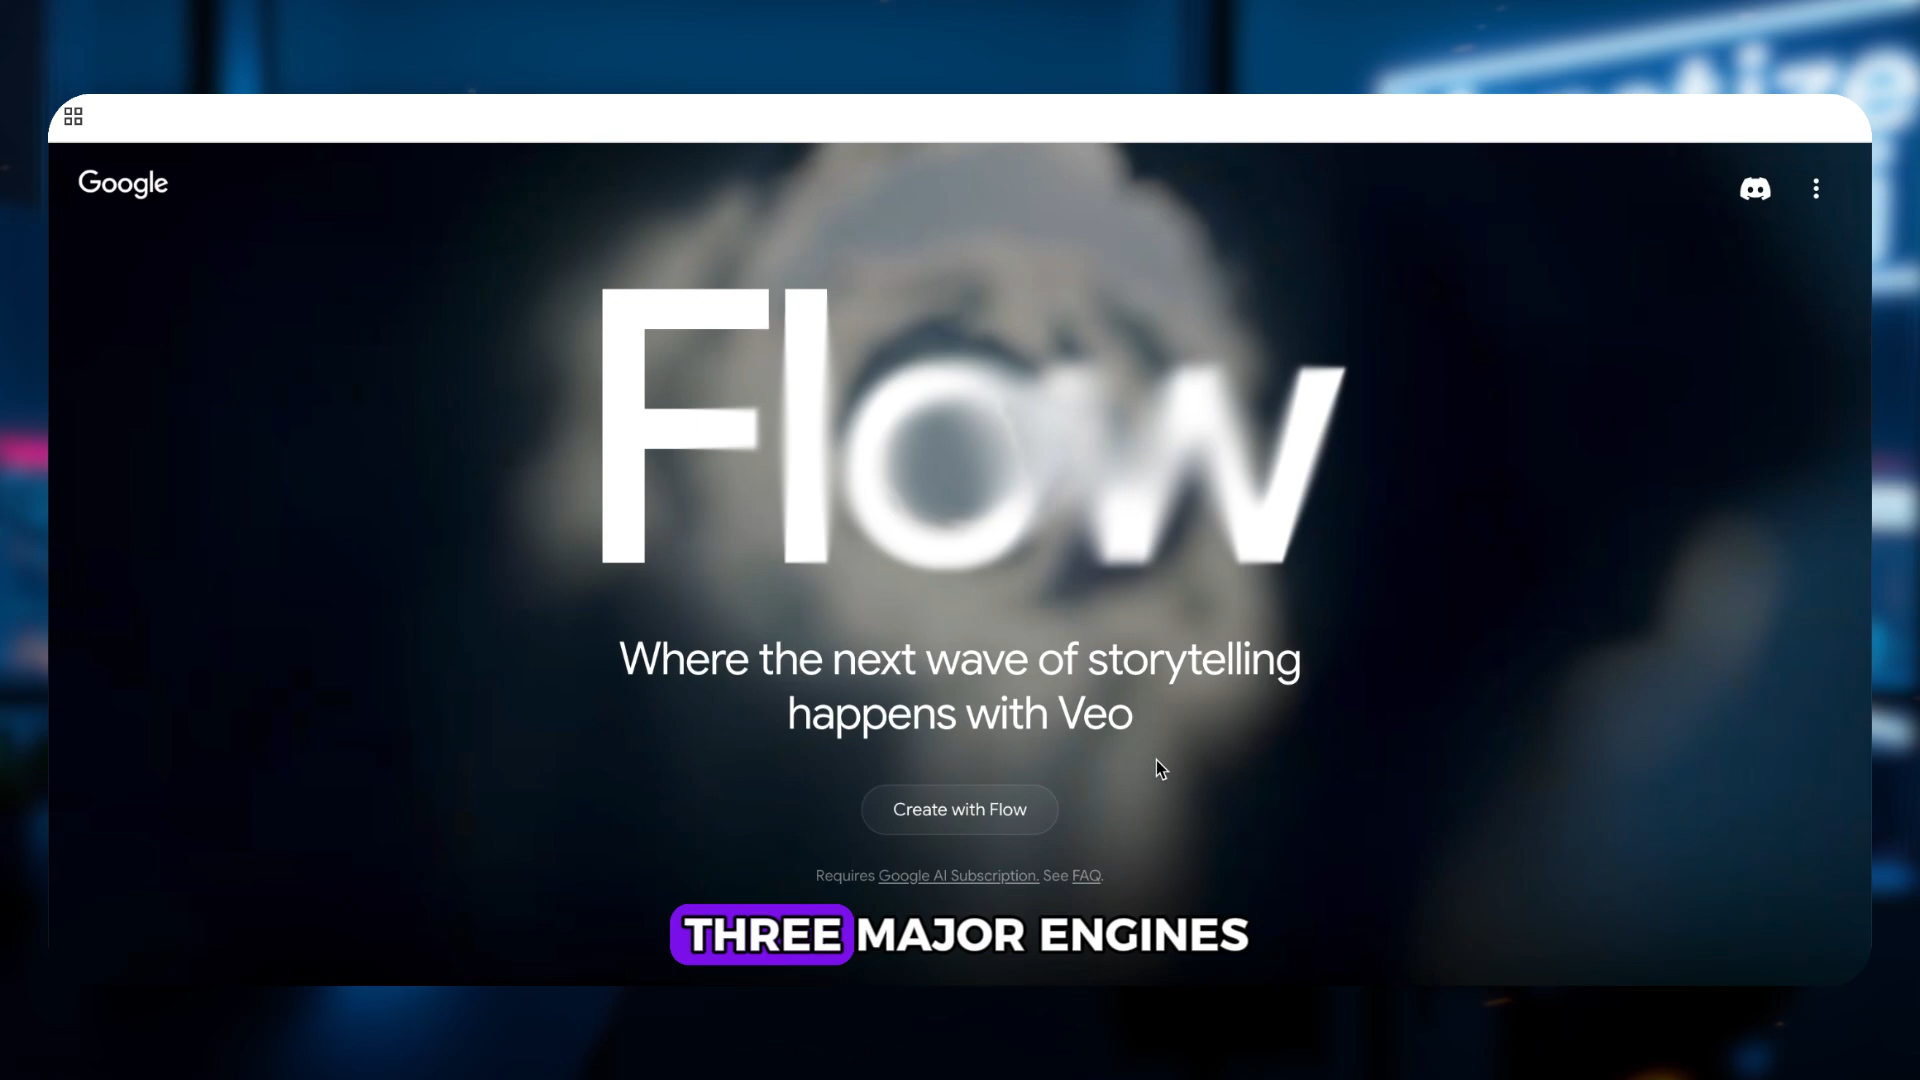 Google
Flow
Where the next wave of storytelling
happens with Veo
Create with Flow
Requires Google AI Subscription. See FAQ.
THREE MAJOR ENGINES